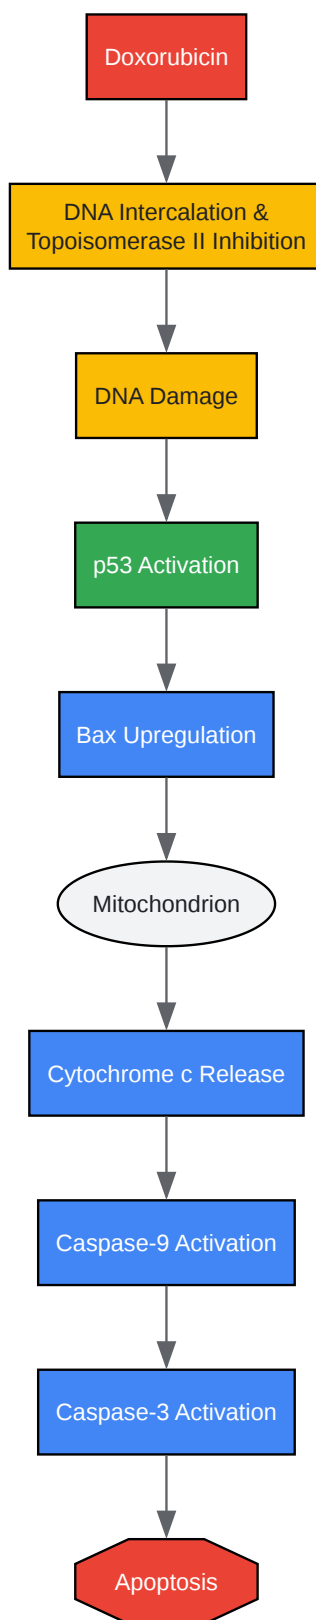 Doxorubicin
DNA Intercalation &
Topoisomerase II Inhibition
DNA Damage
p53 Activation
Bax Upregulation
Mitochondrion
Cytochrome c Release
Caspase-9 Activation
Caspase-3 Activation
Apoptosis